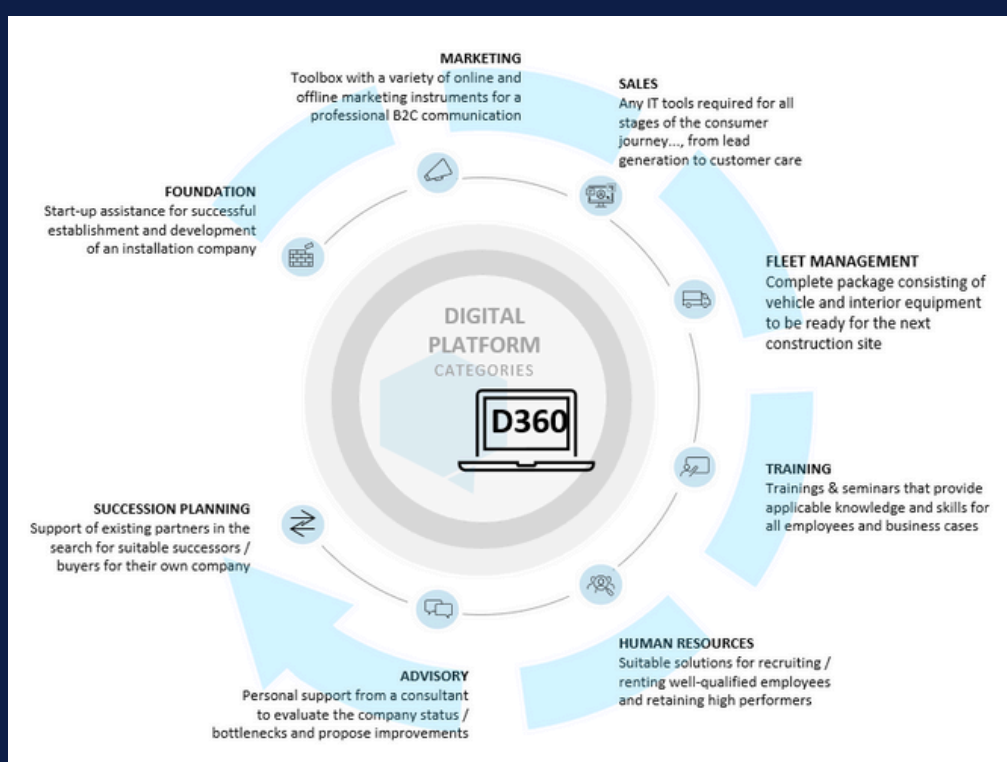 MARKETING
Toolbox with a variety of online and
offline marketing instruments for a
professional B2C communication
SALES
Any IT tools required for all
stages of the consumer
journey..., from lead
generation to customer care
FOUNDATION
Start-up assistance for successful
establishment and development
of an installation company
FLEET MANAGEMENT
Complete package consisting of
vehicle and interior equipment
to be ready for the next
construction site
DIGITAL
PLATFORM
CATEGORIES
D360
TRAINING
Trainings & seminars that provide
applicable knowledge and skills for
all employees and business cases
SUCCESSION PLANNING
Support of existing partners in the
search for suitable successors /
buyers for their own company
HUMAN RESOURCES
Suitable solutions for recruiting /
renting well-qualified employees
and retaining high performers
ADVISORY
Personal support from a consultant
to evaluate the company status /
bottlenecks and propose improvements